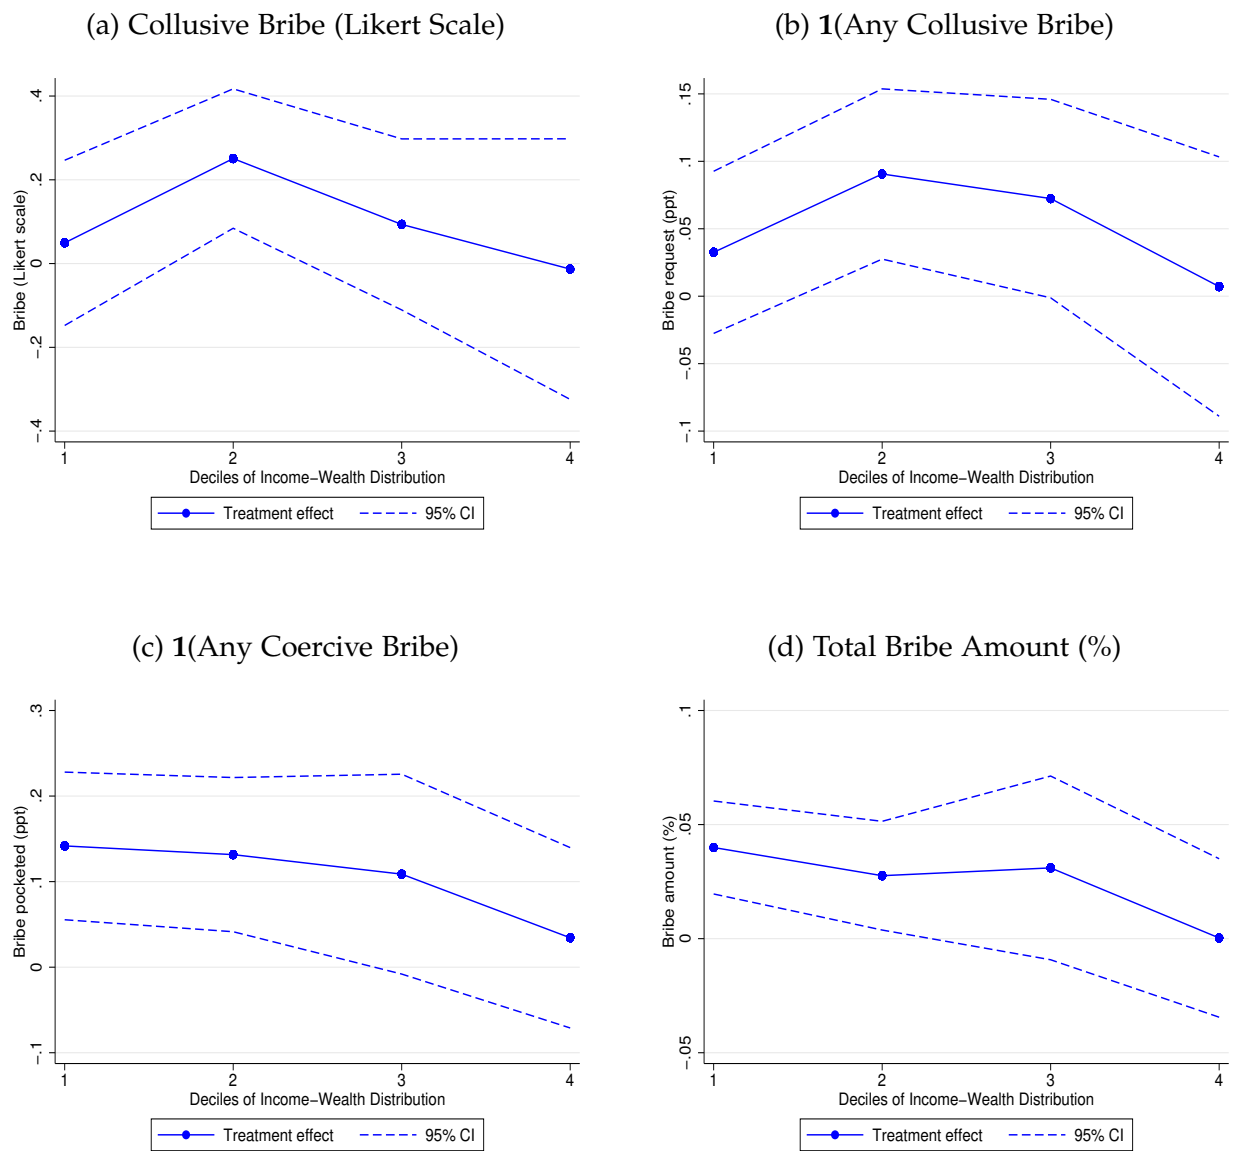 (a) Collusive Bribe (Likert Scale)
.4
.2
0
−.2
−.4
Bribe (Likert scale)
1 2 3 4
Deciles of Income−Wealth Distribution
Treatment effect 95% CI
(b) 1(Any Collusive Bribe)
.15
.1
.05
0
−.05
−.1
Bribe request (ppt)
1 2 3 4
Deciles of Income−Wealth Distribution
Treatment effect 95% CI
(c) 1(Any Coercive Bribe)
.3
.2
.1
0
−.1
Bribe pocketed (ppt)
1 2 3 4
Deciles of Income−Wealth Distribution
Treatment effect 95% CI
(d) Total Bribe Amount (%)
.1
.05
0
−.05
Bribe amount (%)
1 2 3 4
Deciles of Income−Wealth Distribution
Treatment effect 95% CI